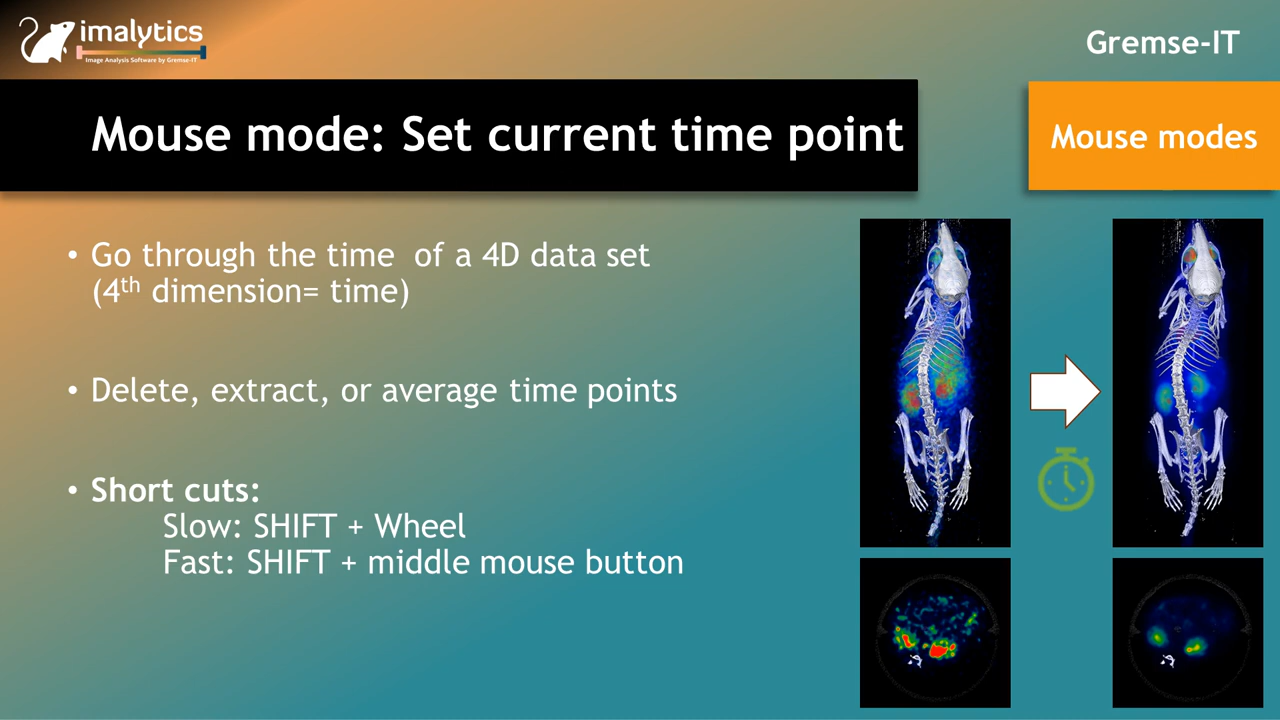 imalytics
Image Analysis Software by Gremse-IT
Gremse-IT
Mouse mode: Set current time point
Mouse modes
• Go through the time of a 4D data set
(4th dimension= time)
• Delete, extract, or average time points
• Short cuts:
Slow: SHIFT + Wheel
Fast: SHIFT + middle mouse button